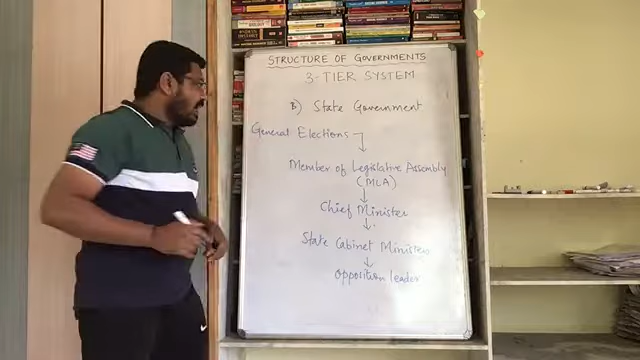 STRUCTURE OF GOVERNMENTS
3-TIER SYSTEM
B) State Government
General Elections
Member of Legislative Assembly
(MLA)
Chief Minister
State Cabinet Ministers
Opposition leader